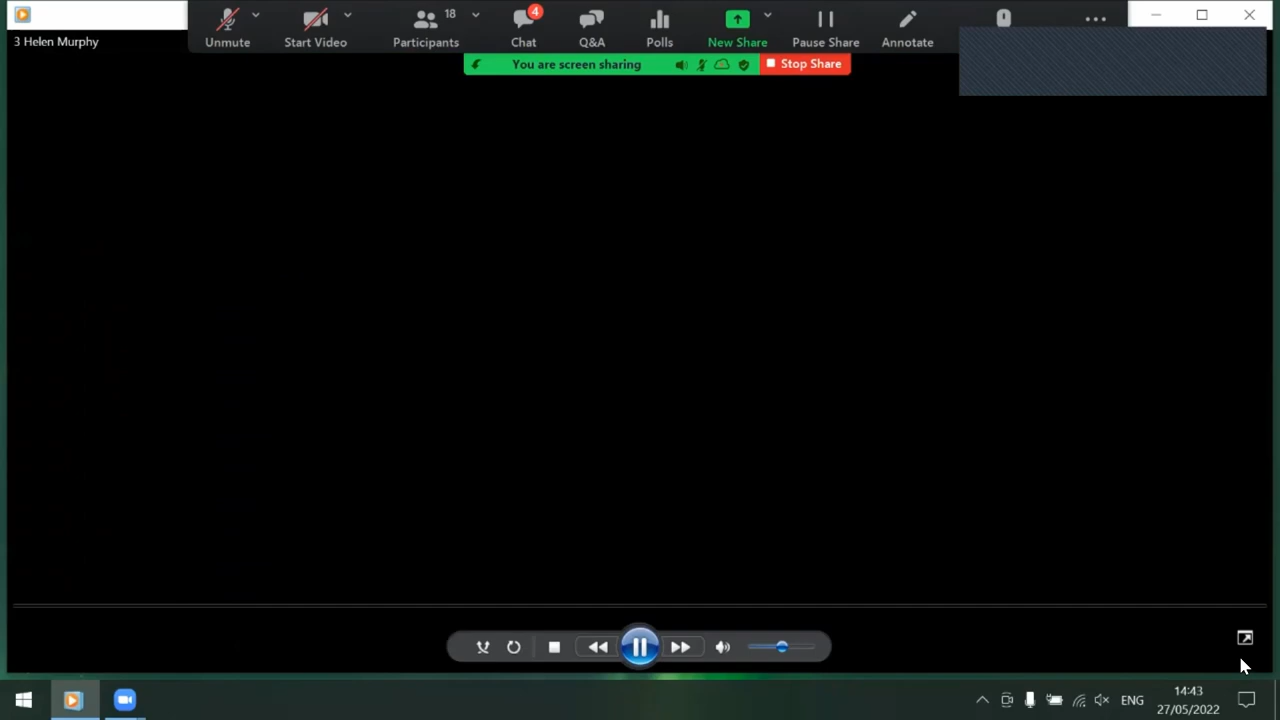 3 Helen Murphy
18
4
Unmute
Start Video
Participants
Chat
Q&A
Polls
New Share
Pause Share
Annotate
You are screen sharing
Stop Share
ENG
14:43
27/05/2022